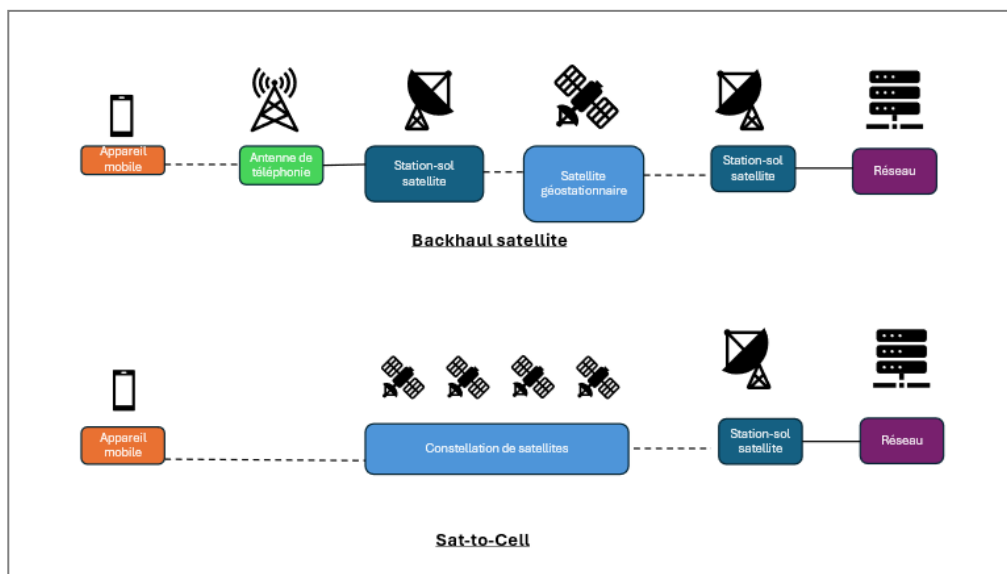 Appareil
mobile
Antenne de
téléphonie
Station-sol
satellite
Satellite
géostationnaire
Station-sol
satellite
Réseau
Backhaul satellite
Appareil
mobile
Constellation de satellites
Station-sol
satellite
Réseau
Sat-to-Cell